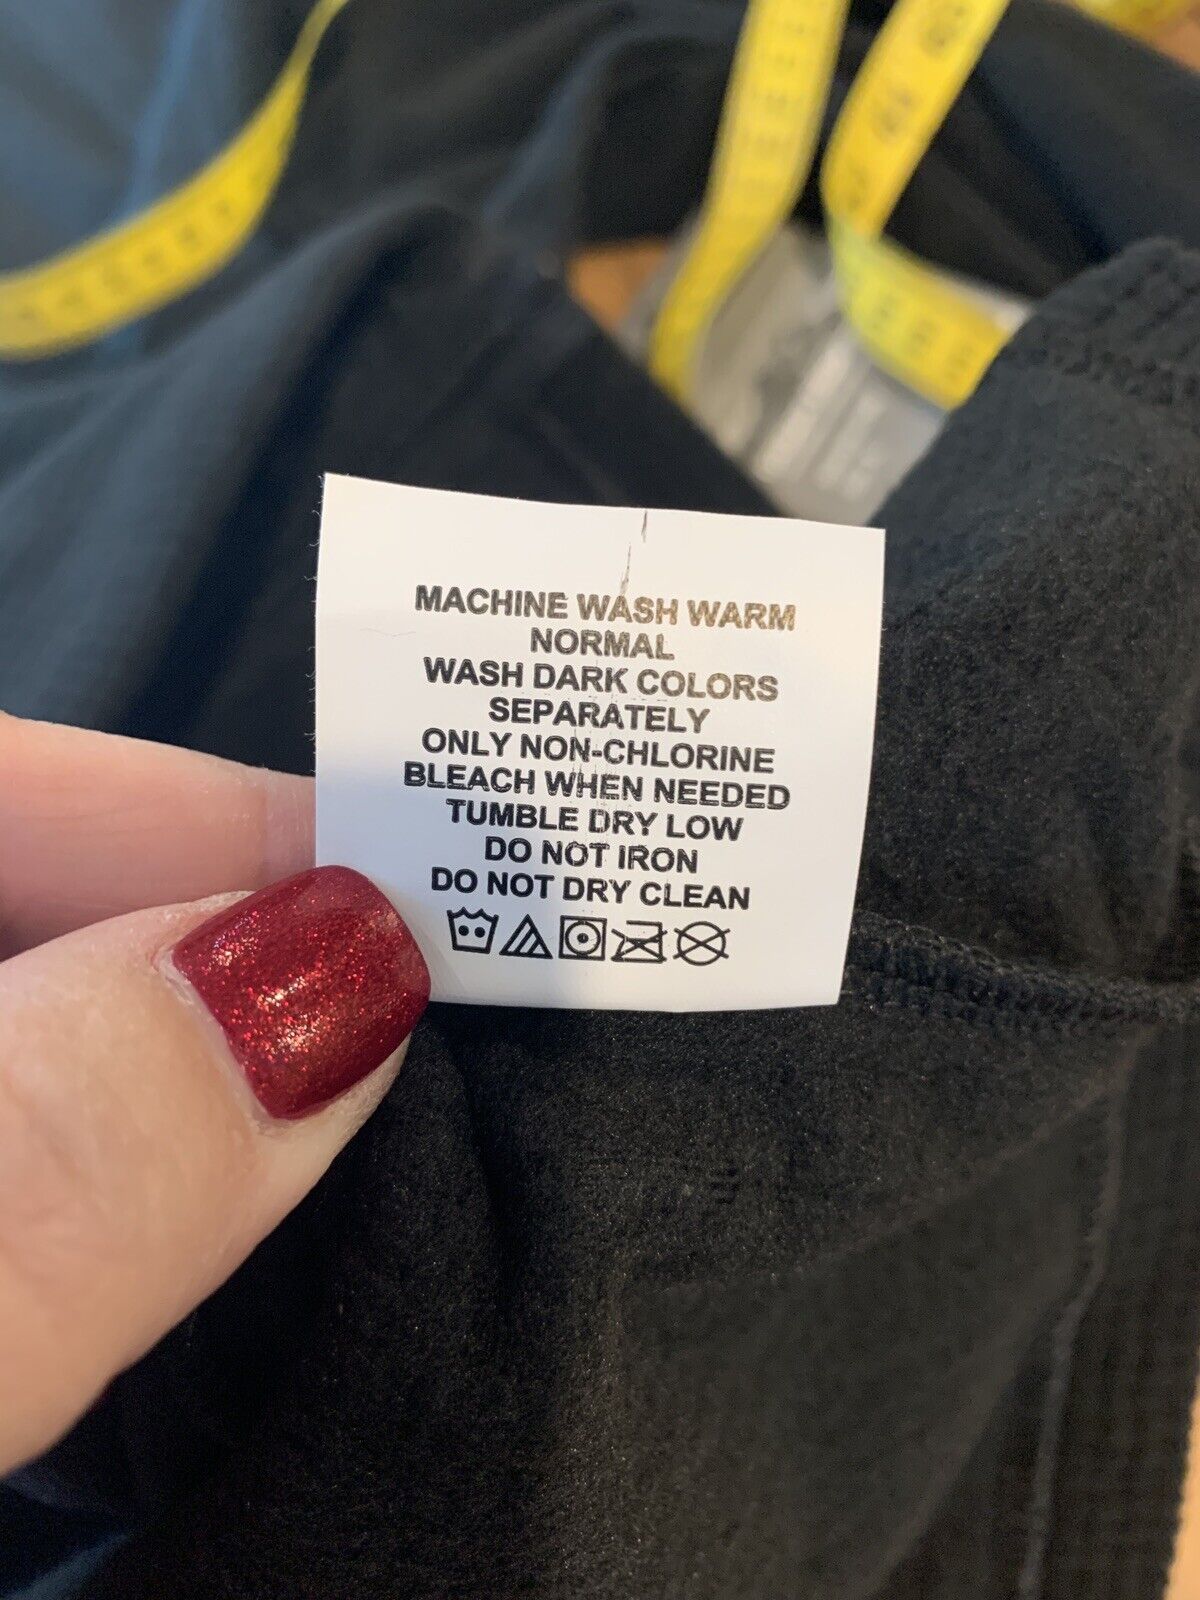 MACHINE WASH WARM
NORMAL
WASH DARK COLORS
SEPARATELY
ONLY NON-CHLORINE
BLEACH WHEN NEEDED
TUMBLE DRY LOW
DO NOT IRON
DO NOT DRY CLEAN